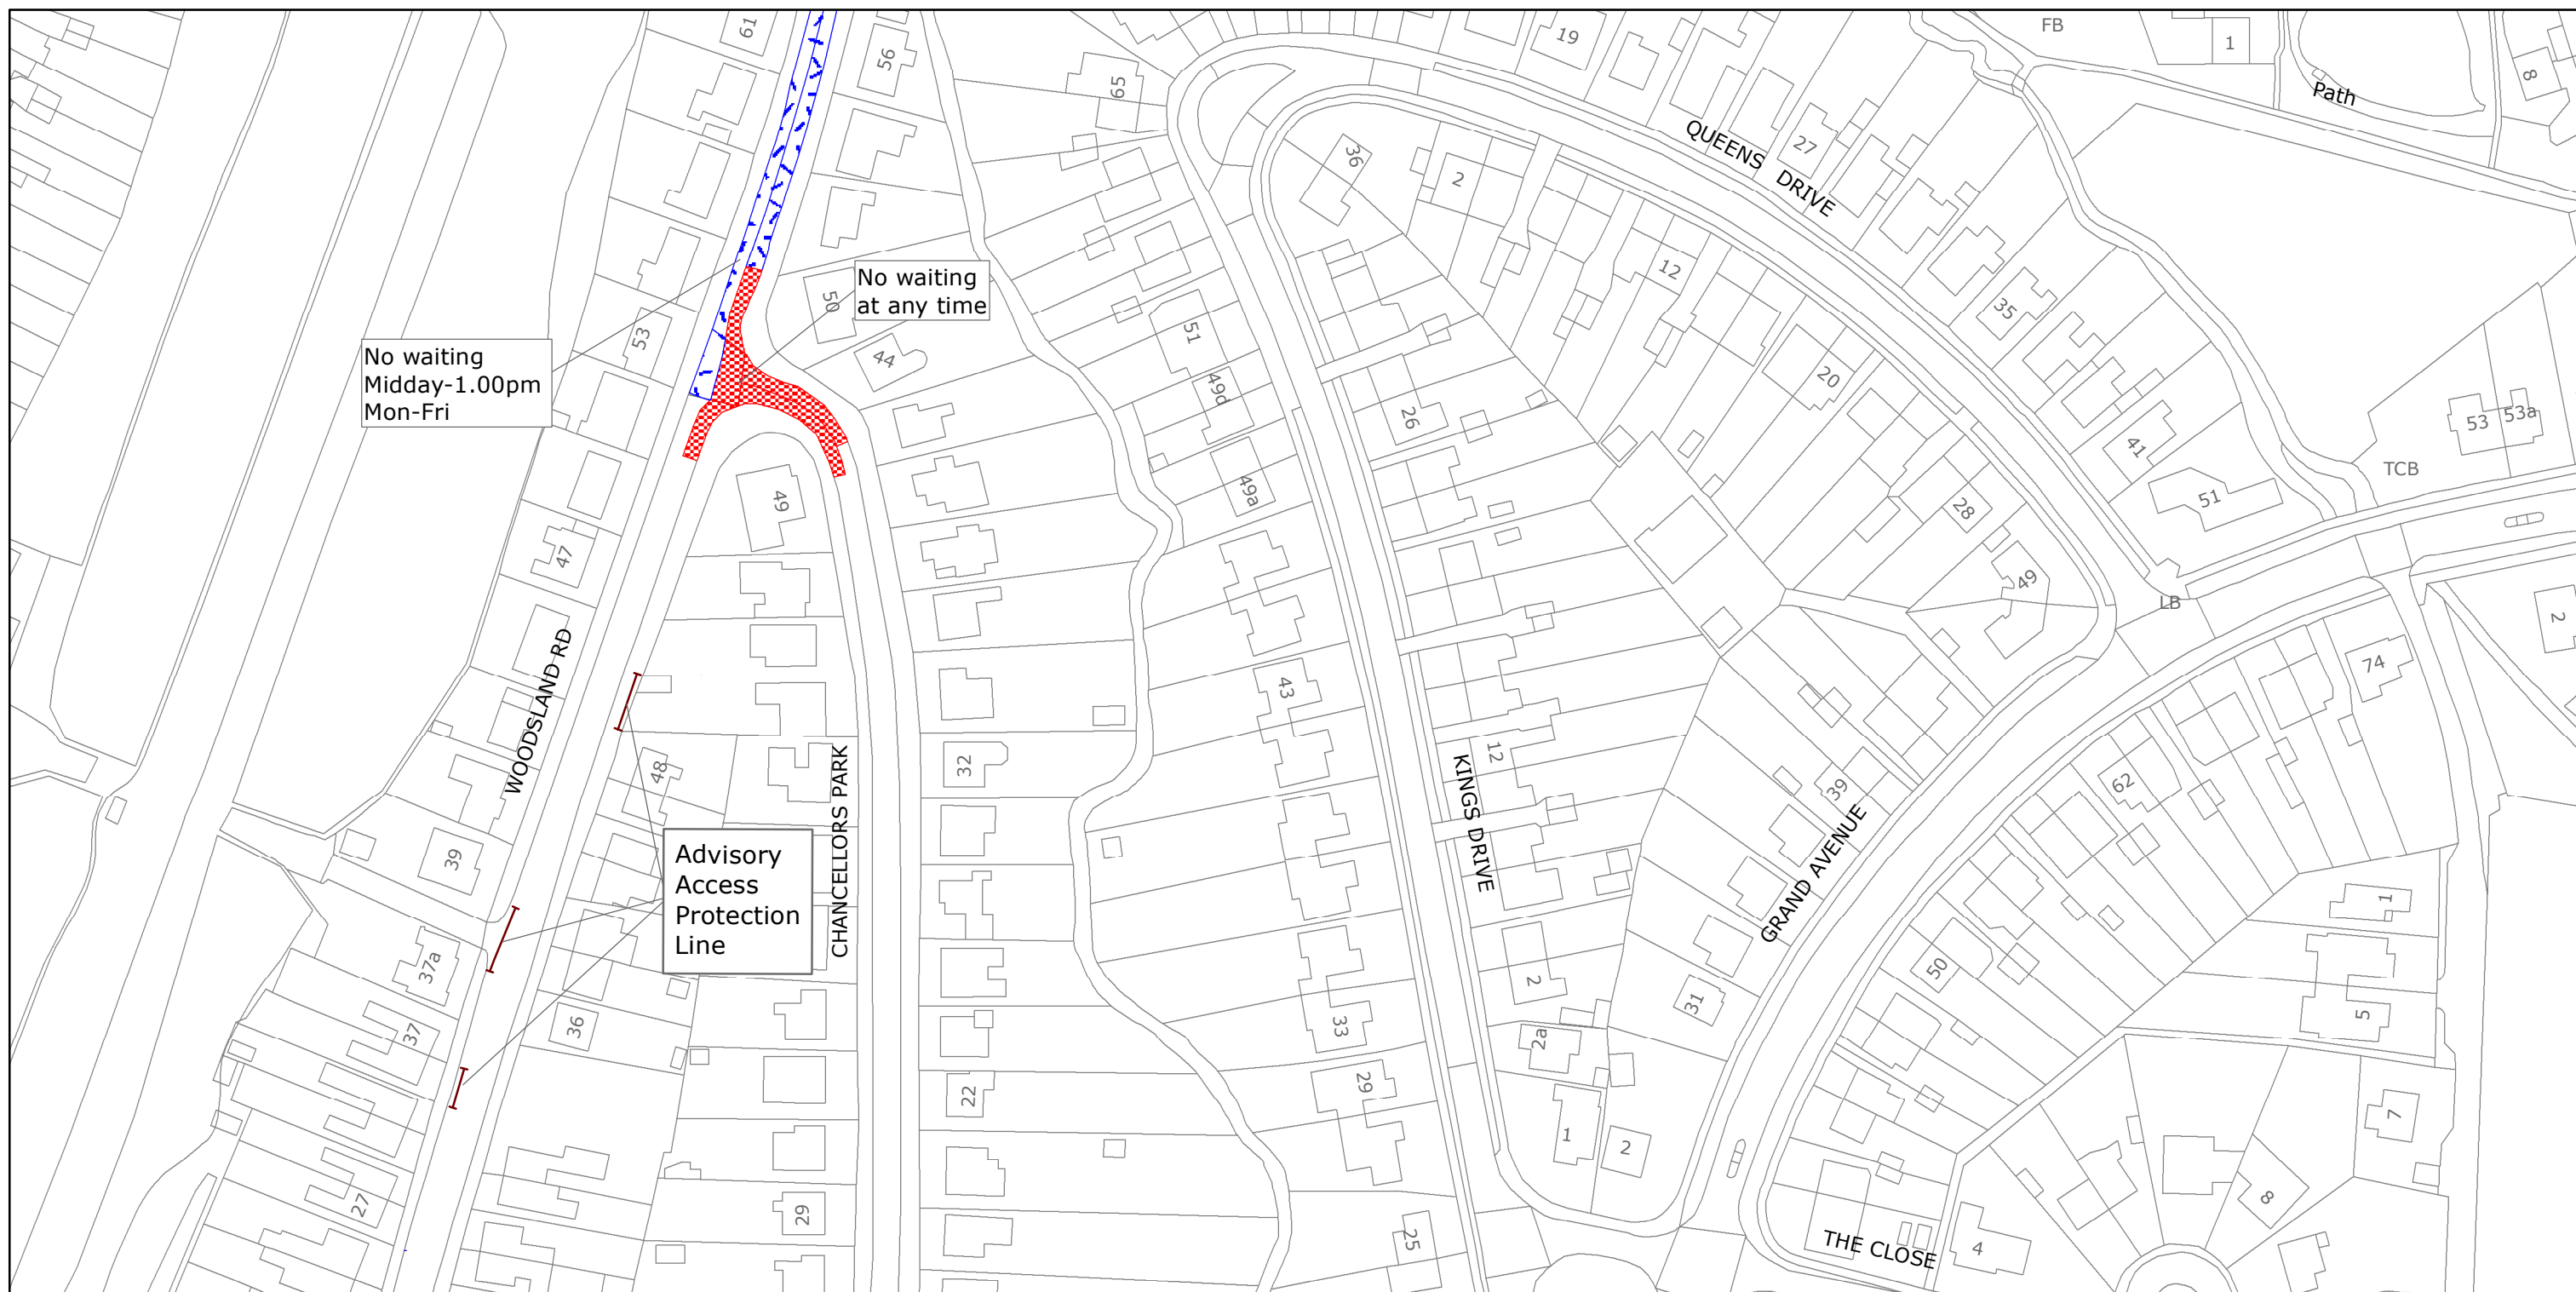 61
56
65
19
FB
1
8
Path
QUEENS
DRIVE
27
36
2
12
35
No waiting
at any time
50
44
51
53
No waiting
Midday-1.00pm
Mon-Fri
49d
26
20
41
53
53a
TCB
51
49
49a
28
47
49
LB
2
WOODSLAND RD
43
74
48
32
12
62
39
CHANCELLORS PARK
KINGS DRIVE
GRAND AVENUE
39
Advisory
Access
Protection
Line
37a
50
1
2
31
37
36
33
2a
5
22
29
1
2
7
27
29
25
THE CLOSE
4
8